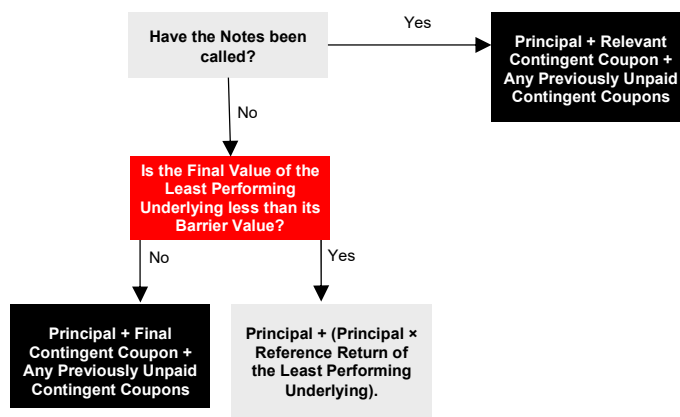 Have the Notes been
called?
Yes
Principal + Relevant
Contingent Coupon +
Any Previously Unpaid
Contingent Coupons
No
Is the Final Value of the
Least Performing
Underlying less than its
Barrier Value?
No
Yes
Principal + Final
Contingent Coupon +
Any Previously Unpaid
Contingent Coupons
Principal + (Principal ×
Reference Return of
the Least Performing
Underlying).